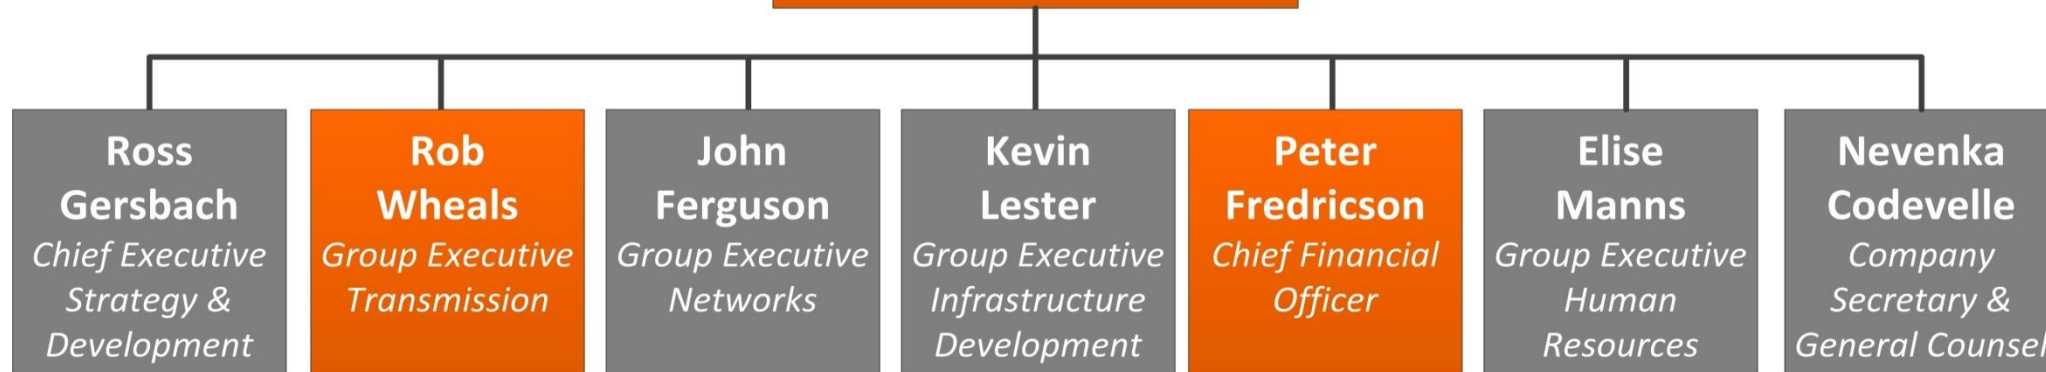 Ross
Gersbach
Chief Executive
Strategy &
Development
Rob
Wheals
Group Executive
Transmission
John
Ferguson
Group Executive
Networks
Kevin
Lester
Group Executive
Infrastructure
Development
Peter
Fredricson
Chief Financial
Officer
Elise
Manns
Group Executive
Human
Resources
Nevenka
Codevelle
Company
Secretary &
General Counsel